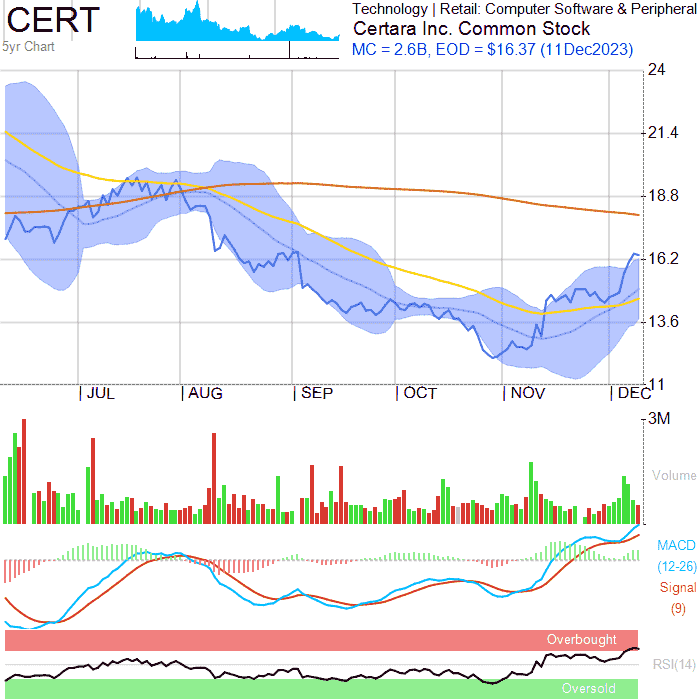 CERT
Technology | Retail: Computer Software & Peripheral
Certara Inc. Common Stock
5yr Chart
MC = 2.6B, EOD = $16.37 (11Dec2023)
24
21.4
18.8
16.2
13.6
11
| JUL | AUG | SEP | OCT | NOV | DEC
3M
Volume
MACD
(12-26)
Signal
(9)
Overbought
RSI(14)
Oversold